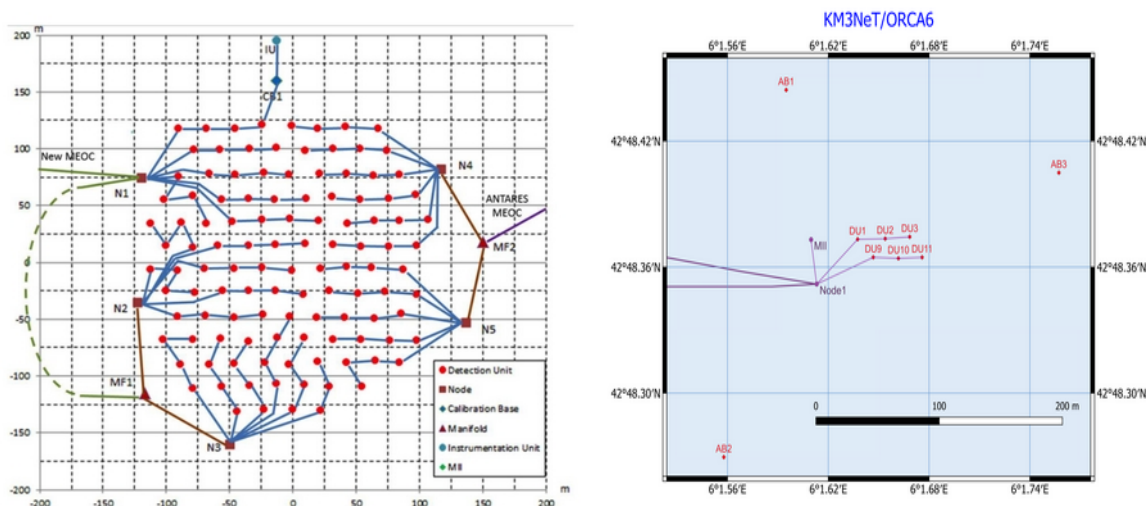 200
m
150
100
50
0
-50
-100
-150
-200
-200
-150
-100
-50
0
50
100
150
200
m
IU
CB1
New MEOC
N1
N4
ANTARES
MEOC
MF2
N2
N5
MF1
N3
Detection Unit
Node
Calibration Base
Manifold
Instrumentation Unit
MII
KM3NeT/ORCA6
6°1.56'E
6°1.62'E
6°1.68'E
6°1.74'E
42°48.42'N
42°48.36'N
42°48.30'N
42°48.42'N
42°48.36'N
42°48.30'N
AB1
AB3
DU1
DU2
DU3
MII
DU9
DU10
DU11
Node1
0
100
200 m
AB2
6°1.56'E
6°1.62'E
6°1.68'E
6°1.74'E